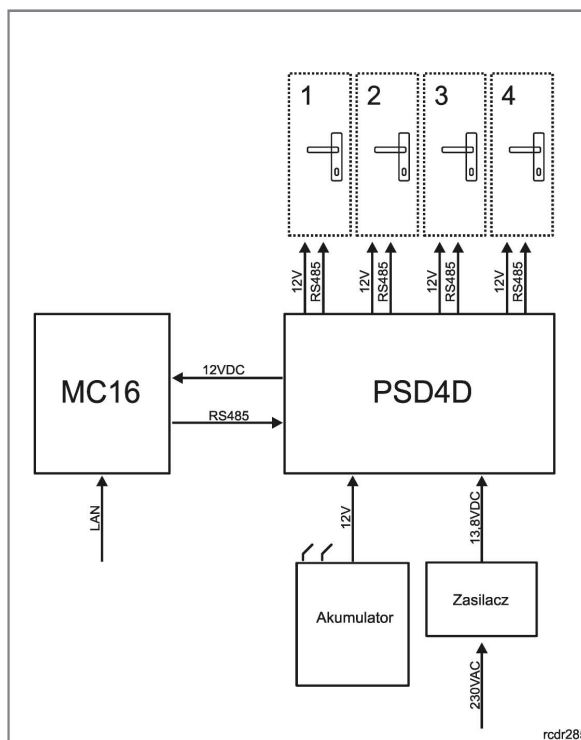 1 2 3 4
12V RS485 12V RS485 12V RS485 12V RS485
MC16
12VDC
RS485
PSD4D
LAN
12V
13,8VDC
Akumulator
Zasilacz
230VAC